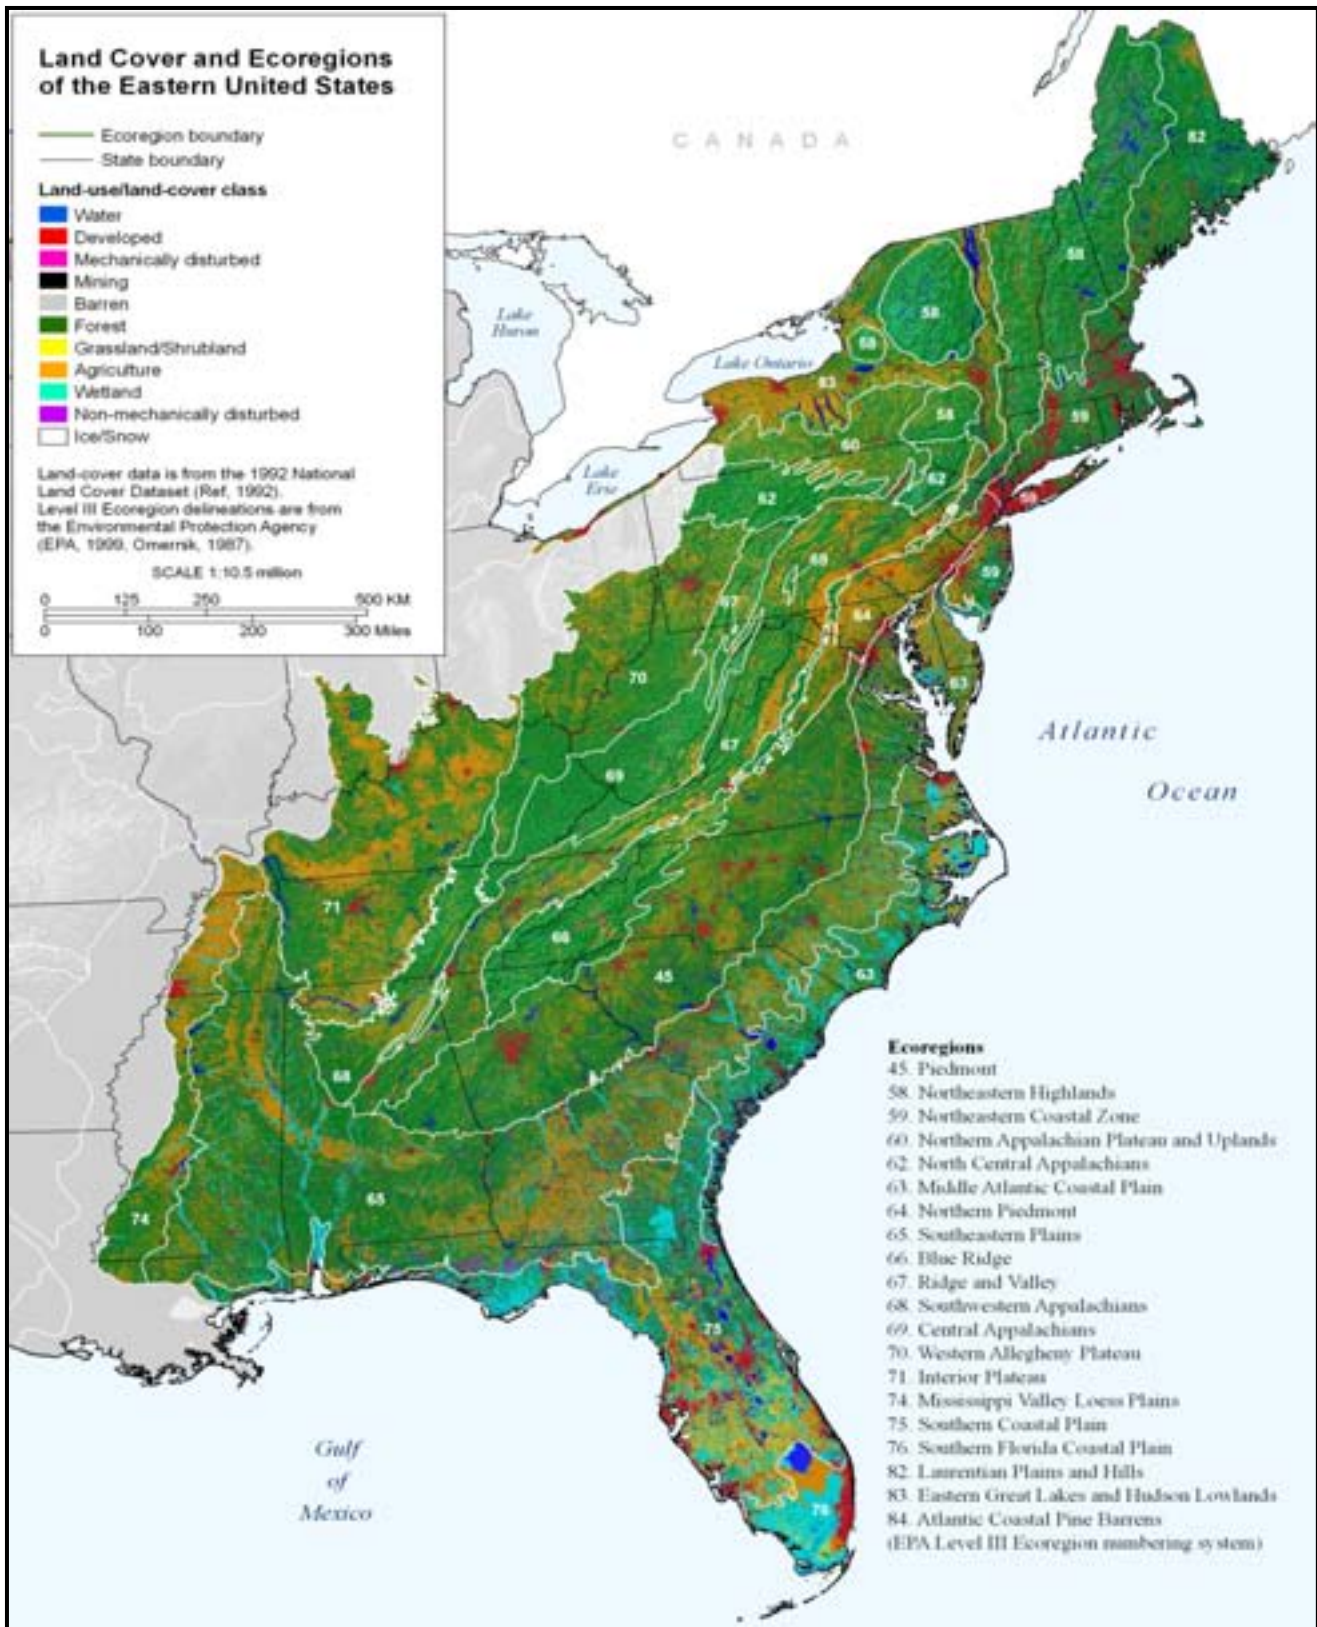 Land Cover and Ecoregions
of the Eastern United States
Ecoregion boundary
State boundary
Land-use/land-cover class
Water
Developed
Mechanically disturbed
Mining
Barren
Forest
Grassland/Shrubland
Agriculture
Wetland
Non-mechanically disturbed
Ice/Snow
Land-cover data is from the 1992 National
Land Cover Dataset (Ref, 1992).
Level III Ecoregion delineations are from
the Environmental Protection Agency
(EPA, 1999, Omernik, 1987).
SCALE 1:10.5 million
0 125 250 500 KM
0 100 200 300 Miles
CANADA
Lake
Huron
Lake Ontario
Lake
Erie
Atlantic
Ocean
Gulf
of
Mexico
82
58
58
58
83
58
59
60
62
62
59
59
68
67
64
63
70
67
69
71
66
45
63
68
65
74
75
76
Ecoregions
45. Piedmont
58. Northeastern Highlands
59. Northeastern Coastal Zone
60. Northern Appalachian Plateau and Uplands
62. North Central Appalachians
63. Middle Atlantic Coastal Plain
64. Northern Piedmont
65. Southeastern Plains
66. Blue Ridge
67. Ridge and Valley
68. Southwestern Appalachians
69. Central Appalachians
70. Western Allegheny Plateau
71. Interior Plateau
74. Mississippi Valley Loess Plains
75. Southern Coastal Plain
76. Southern Florida Coastal Plain
82. Laurentian Plains and Hills
83. Eastern Great Lakes and Hudson Lowlands
84. Atlantic Coastal Pine Barrens
(EPA Level III Ecoregion numbering system)